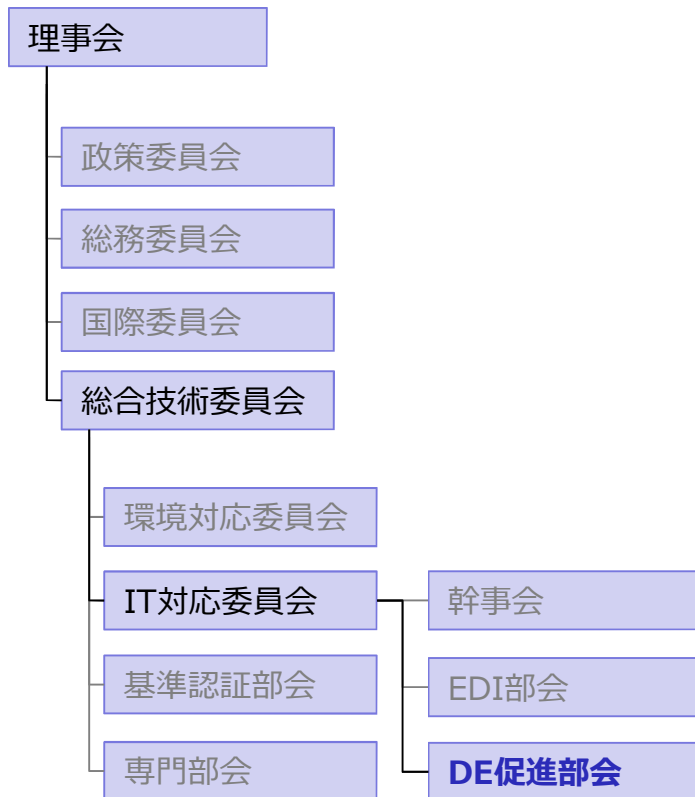 理事会
政策委員会
総務委員会
国際委員会
総合技術委員会
環境対応委員会
IT対応委員会
幹事会
基準認証部会
EDI部会
専門部会
DE促進部会